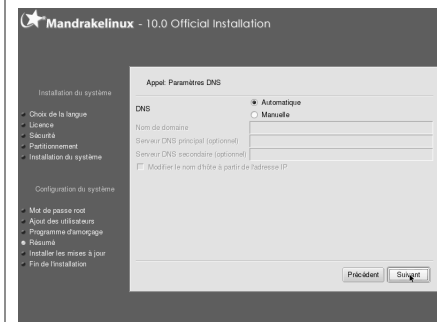 Mandrakelinux - 10.0 Official Installation
Installation du système
Choix de la langue
Licence
Sécurité
Partitionnement
Installation du système
Configuration du système
Mot de passe root
Ajout des utilisateurs
Programme d'amorçage
Résumé
Installer les mises à jour
Fin de l'installation
Appel: Paramètres DNS
DNS
Automatique
Manuelle
Nom de domaine
Serveur DNS principal (optionnel)
Serveur DNS secondaire (optionnel)
Modifier le nom d'hôte à partir de l'adresse IP
Précédent
Suivant